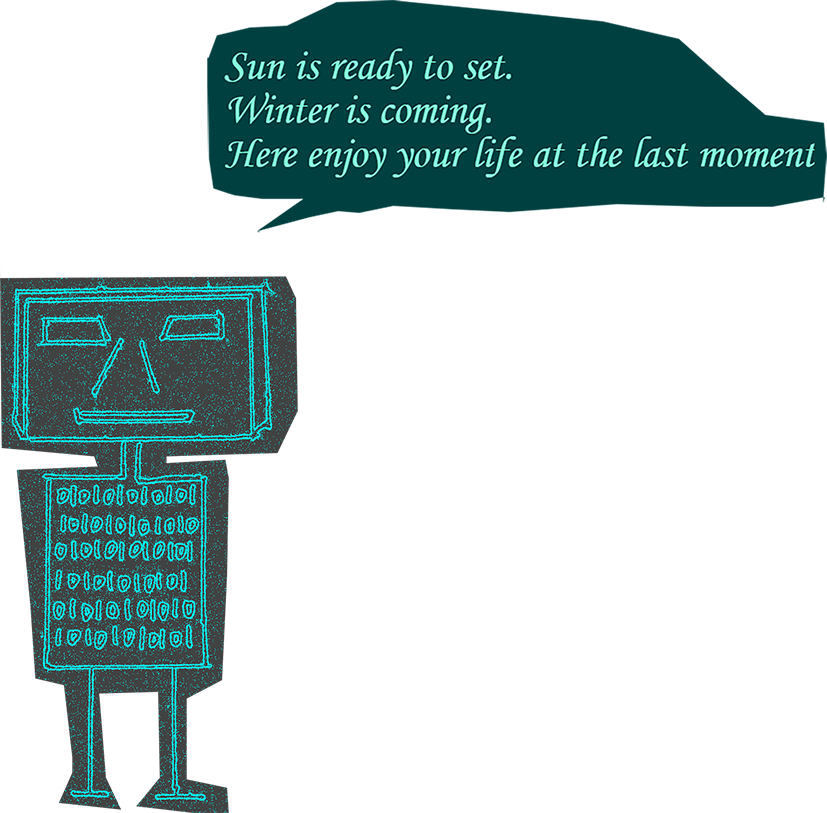 Sun is ready to set.
Winter is coming.
Here enjoy your life at the last moment